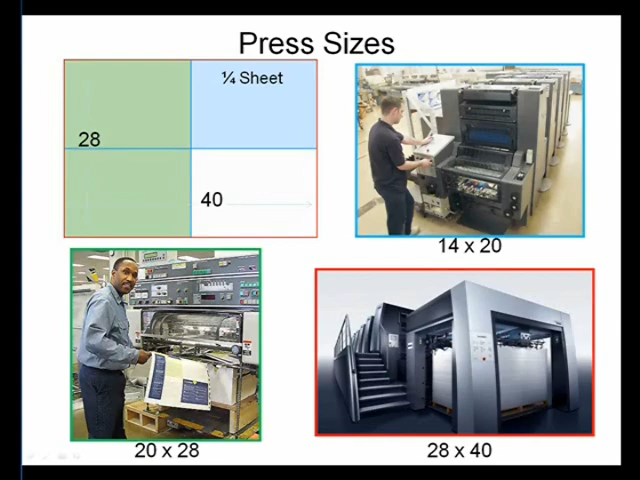 Press Sizes
¼ Sheet
28
40
14 x 20
20 x 28
28 x 40